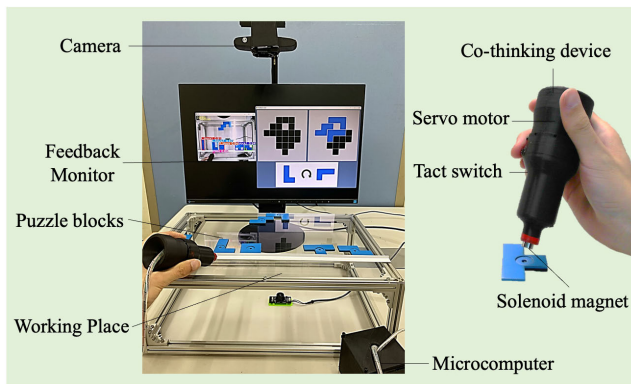 Camera
Feedback
Monitor
Puzzle blocks
Working Place
Microcomputer
Co-thinking device
Servo motor
Tact switch
Solenoid magnet